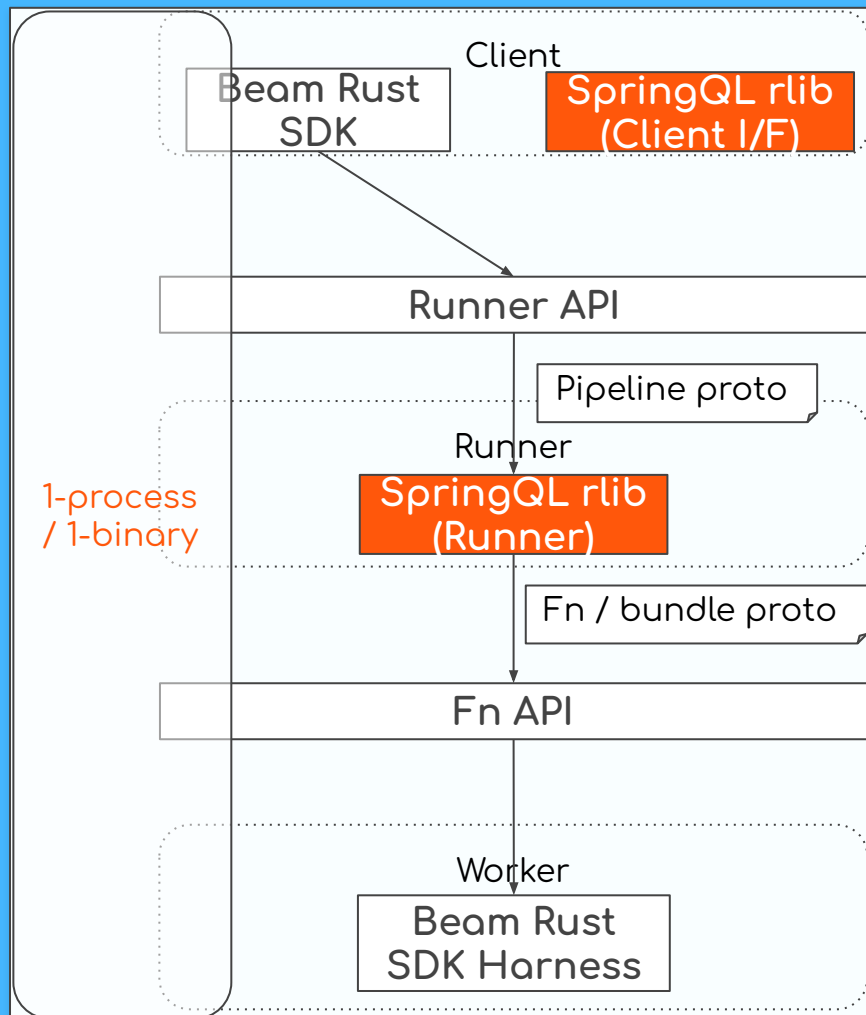 Client
Beam Rust
SDK
SpringQL rlib
(Client I/F)
Runner API
Pipeline proto
Runner
1-process
/ 1-binary
SpringQL rlib
(Runner)
Fn / bundle proto
Fn API
Worker
Beam Rust
SDK Harness